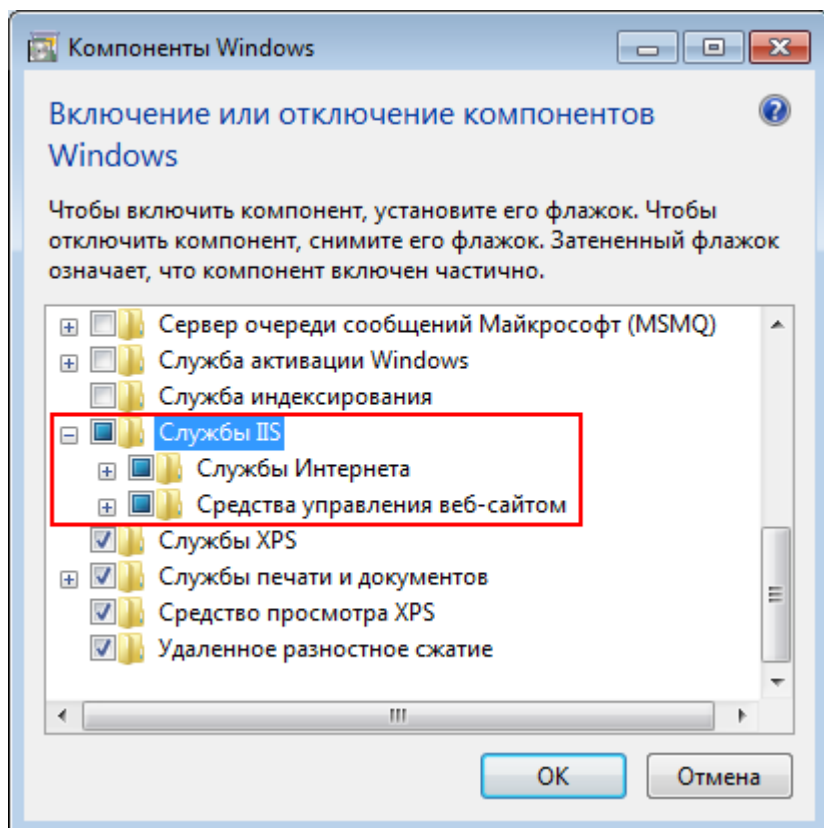 Компоненты Windows
Включение или отключение компонентов
Windows
Чтобы включить компонент, установите его флажок. Чтобы
отключить компонент, снимите его флажок. Затененный флажок
означает, что компонент включен частично.
Сервер очереди сообщений Майкрософт (MSMQ)
Служба активации Windows
Служба индексирования
Службы IIS
Службы Интернета
Средства управления веб-сайтом
Службы XPS
Службы печати и документов
Средство просмотра XPS
Удаленное разностное сжатие
OK
Отмена